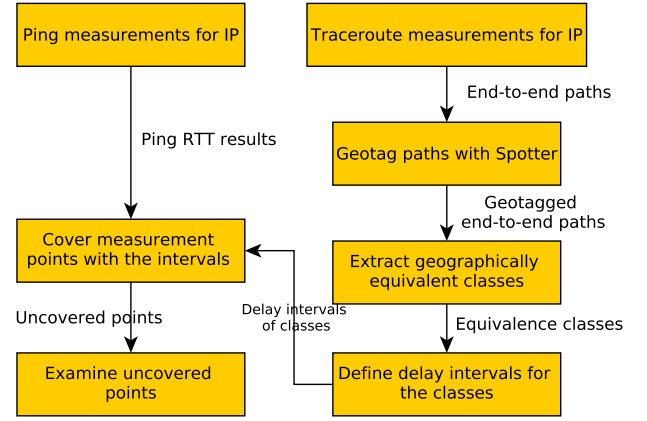 Ping measurements for IP
Traceroute measurements for IP
End-to-end paths
Ping RTT results
Geotag paths with Spotter
Geotagged
end-to-end paths
Cover measurement
points with the intervals
Extract geographically
equivalent classes
Uncovered points
Delay intervals
of classes
Equivalence classes
Examine uncovered
points
Define delay intervals for
the classes